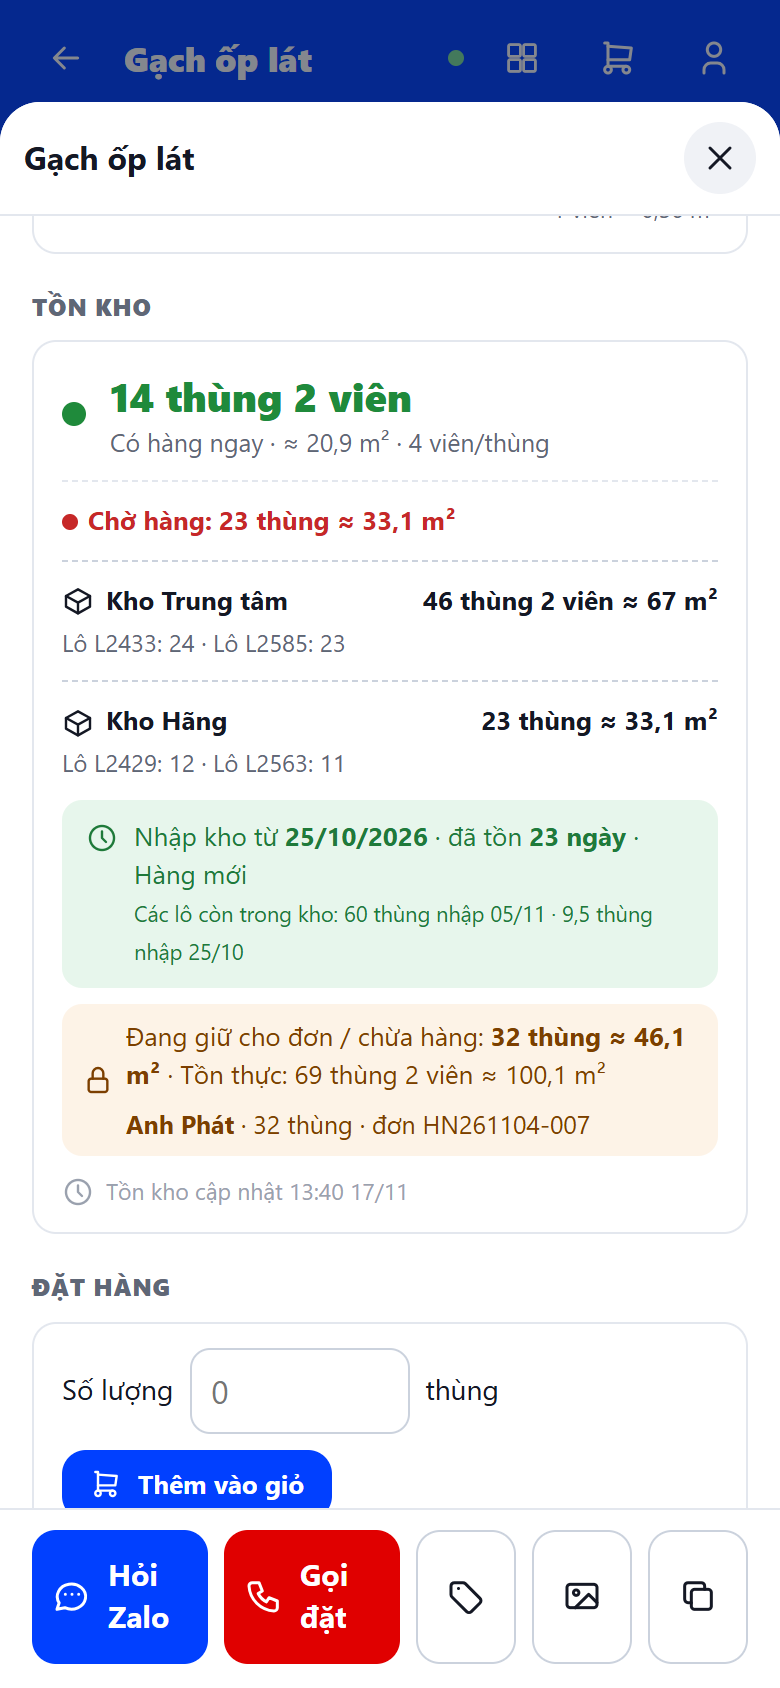 Gạch ốp lát
Gạch ốp lát
TỒN KHO
14 thùng 2 viên
Có hàng ngay · ≈ 20,9 m² · 4 viên/thùng
Chờ hàng: 23 thùng ≈ 33,1 m²
Kho Trung tâm 46 thùng 2 viên ≈ 67 m²
Lô L2433: 24 · Lô L2585: 23
Kho Hãng 23 thùng ≈ 33,1 m²
Lô L2429: 12 · Lô L2563: 11
Nhập kho từ 25/10/2026 · đã tồn 23 ngày ·
Hàng mới
Các lô còn trong kho: 60 thùng nhập 05/11 · 9,5 thùng
nhập 25/10
Đang giữ cho đơn / chừa hàng: 32 thùng ≈ 46,1
m² · Tồn thực: 69 thùng 2 viên ≈ 100,1 m²
Anh Phát · 32 thùng · đơn HN261104-007
Tồn kho cập nhật 13:40 17/11
ĐẶT HÀNG
Số lượng 0 thùng
Thêm vào giỏ
Hỏi
Zalo
Gọi
đặt